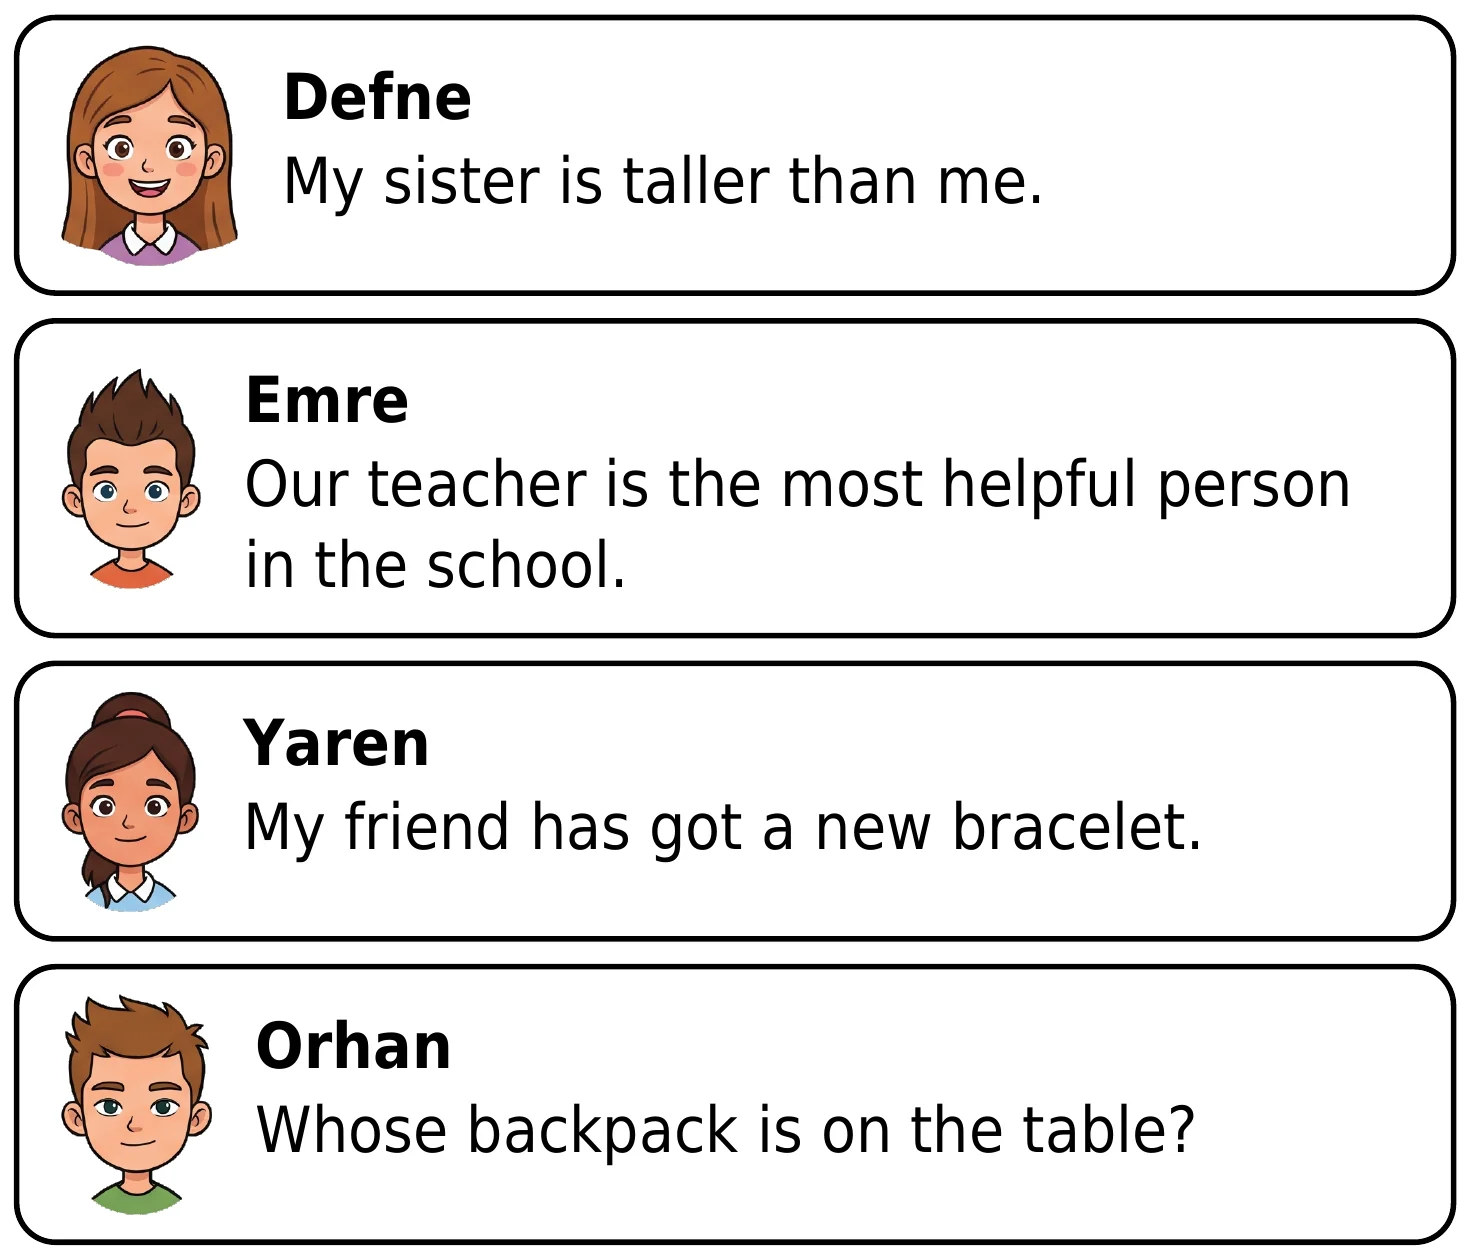 Defne
My sister is taller than me.
Emre
Our teacher is the most helpful person
in the school.
Yaren
My friend has got a new bracelet.
Orhan
Whose backpack is on the table?